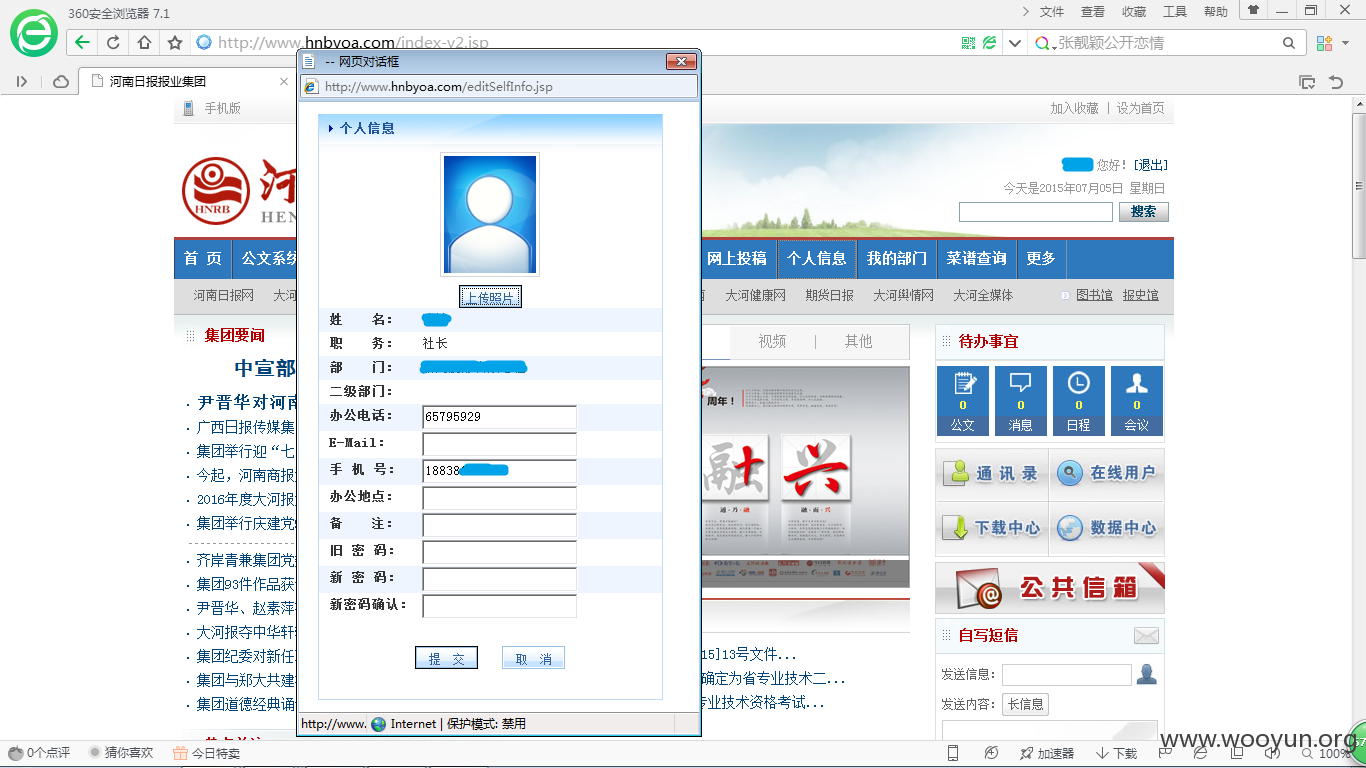 360安全浏览器 7.1
文件 查看 收藏 工具 帮助
http://www.hnbyoa.com/index-v2.jsp
张靓颖公开恋情
河南日报报业集团
手机版
加入收藏 | 设为首页
-- 网页对话框
http://www.hnbyoa.com/editSelfInfo.jsp
个人信息
上传照片
姓 名：
职 务： 社长
部 门：
二级部门：
办公电话： 65795929
E-Mail：
手 机 号： 18838
办公地点：
备 注：
旧 密 码：
新 密 码：
新密码确认：
提 交 取 消
http://www. Internet | 保护模式: 禁用
HNRB
河
HEN
您好！ [退出]
今天是2015年07月05日 星期日
搜索
首 页 公文系统 网上投稿 个人信息 我的部门 菜谱查询 更多
河南日报网 大河 大河健康网 期货日报 大河舆情网 大河全媒体 图书馆 报史馆
集团要闻
中宣部
尹晋华对河南
广西日报传媒集
集团举行迎“七
今起，河南商报
2016年度大河报
集团举行庆建党
齐岸青兼集团党
集团93件作品获
尹晋华、赵素萍
大河报夺中华轩
集团纪委对新任
集团与郑大共建
集团道德经典诵
视频 | 其他
周年！
融 十 兴
通·乃·融 融·而·兴
15]13号文件...
确定为省专业技术二...
专业技术资格考试...
待办事宜
0 0 0 0
公文 消息 日程 会议
通 讯 录 在线用户
下载中心 数据中心
公共信箱
自写短信
发送信息：
发送内容： 长信息
www.wooyun.org
0个点评 猜你喜欢 今日特卖 加速器 下载 100%